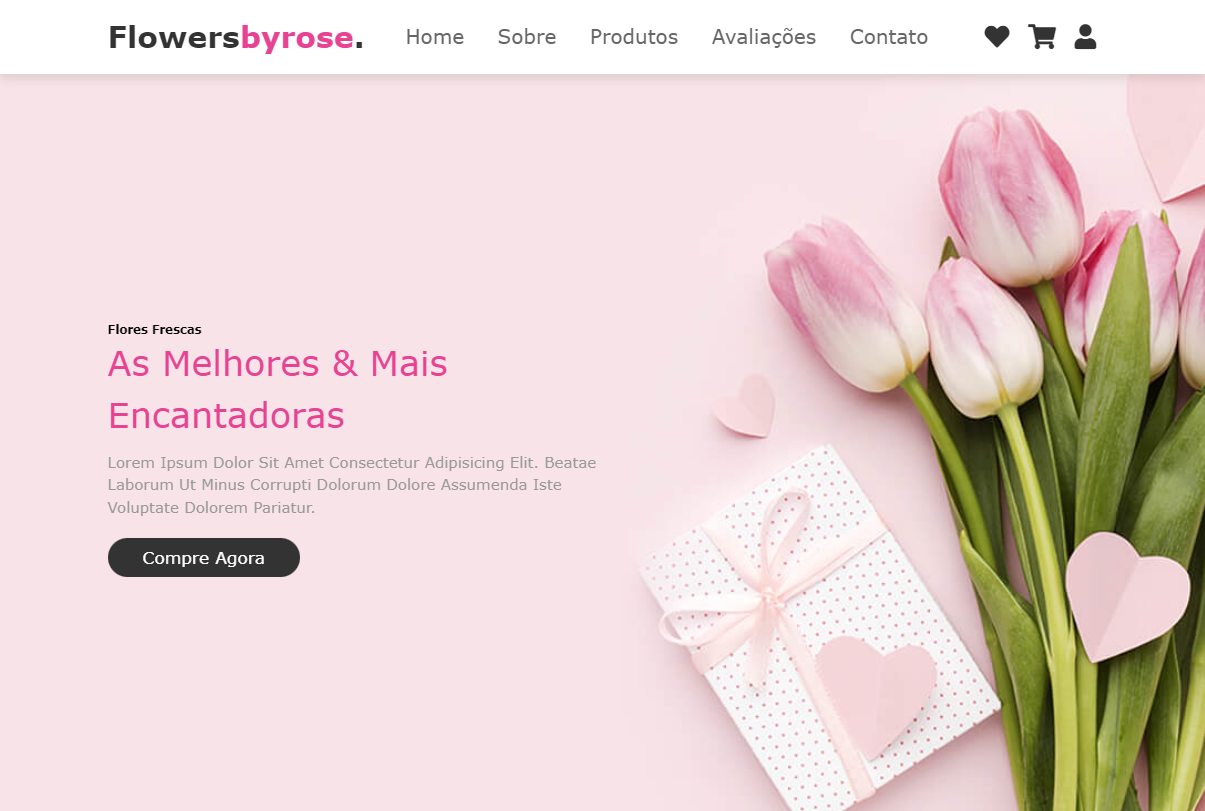 Flowersbyrose. Home Sobre Produtos Avaliações Contato
Flores Frescas
As Melhores & Mais
Encantadoras
Lorem Ipsum Dolor Sit Amet Consectetur Adipisicing Elit. Beatae
Laborum Ut Minus Corrupti Dolorum Dolore Assumenda Iste
Voluptate Dolorem Pariatur.
Compre Agora